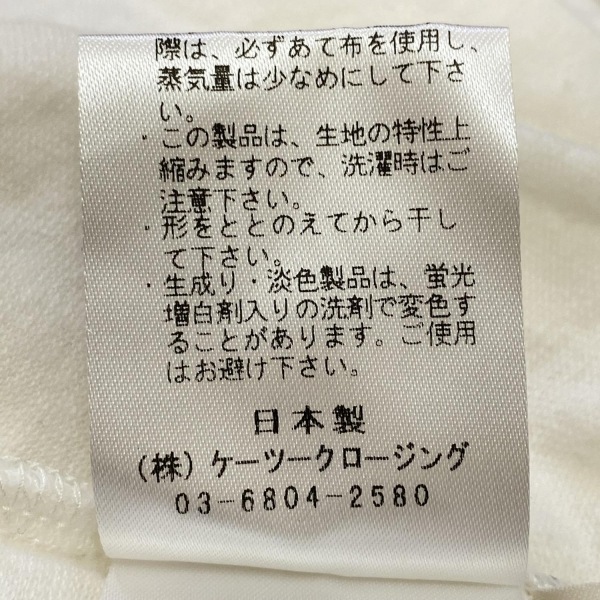 際は、必ずあて布を使用し、
蒸気量は少なめにして下さ
い。
・この製品は、生地の特性上
縮みますので、洗濯時はご
注意下さい。
・形をととのえてから干し
て下さい。
・生成り・淡色製品は、蛍光
増白剤入りの洗剤で変色す
ることがあります。ご使用
はお避け下さい。
日本製
(株)ケーツークロージング
03-6804-2580